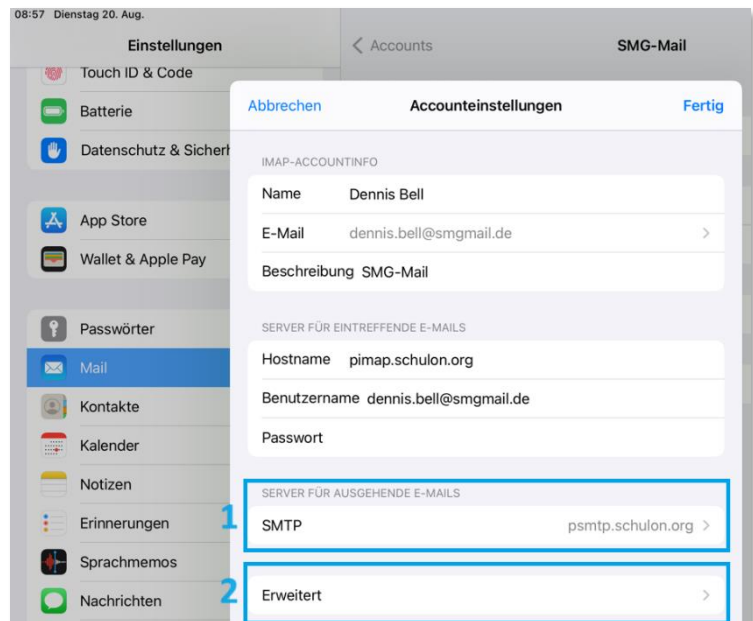 08:57 Dienstag 20. Aug.
Einstellungen
Accounts
SMG-Mail
Touch ID & Code
Batterie
Datenschutz & Sicherh
App Store
Wallet & Apple Pay
Passwörter
Mail
Kontakte
Kalender
Notizen
Erinnerungen
Sprachmemos
Nachrichten
Abbrechen
Accounteinstellungen
Fertig
IMAP-ACCOUNTINFO
Name Dennis Bell
E-Mail dennis.bell@smgmail.de
Beschreibung SMG-Mail
SERVER FÜR EINTREFFENDE E-MAILS
Hostname pimap.schulon.org
Benutzername dennis.bell@smgmail.de
Passwort
SERVER FÜR AUSGEHENDE E-MAILS
1 SMTP psmtp.schulon.org
2 Erweitert